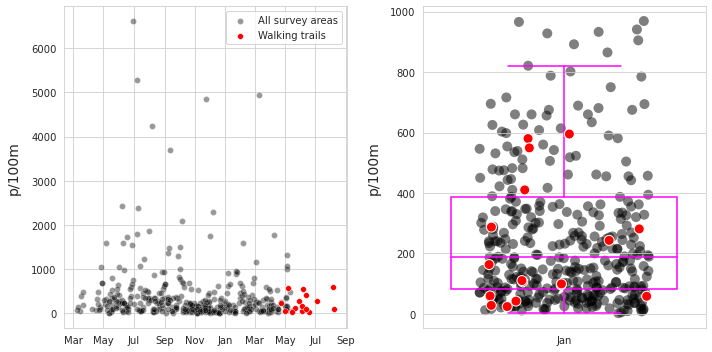 p/100m
6000
5000
4000
3000
2000
1000
0
All survey areas
Walking trails
Mar May Jul Sep Nov Jan Mar May Jul Sep
p/100m
1000
800
600
400
200
0
Jan